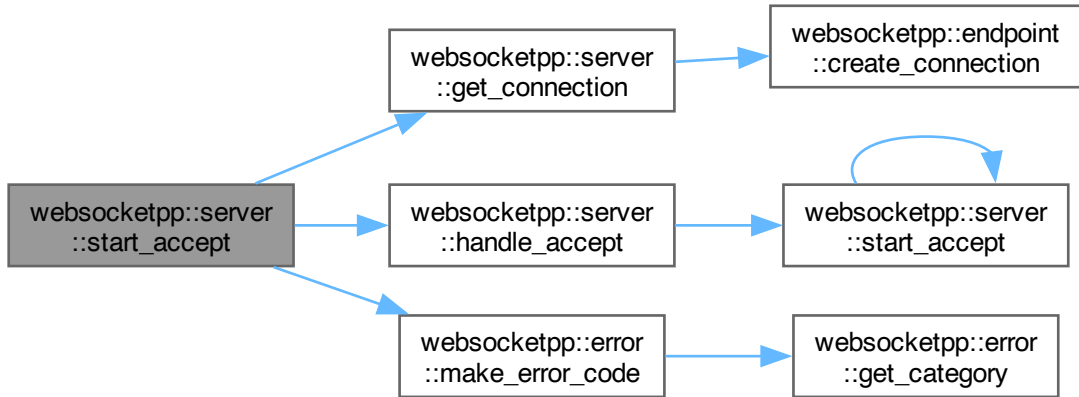 websocketpp::server
::start_accept
websocketpp::server
::get_connection
websocketpp::endpoint
::create_connection
websocketpp::server
::handle_accept
websocketpp::server
::start_accept
websocketpp::error
::make_error_code
websocketpp::error
::get_category